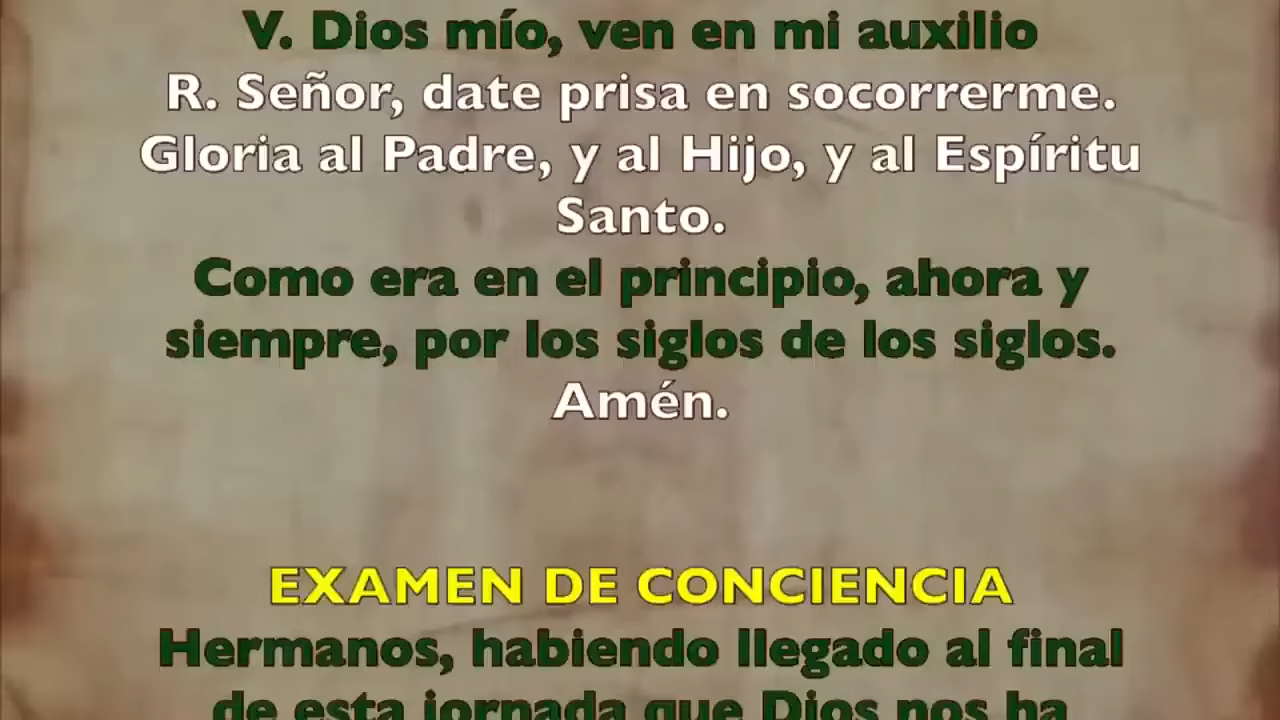 V. Dios mío, ven en mi auxilio
R. Señor, date prisa en socorrerme.
Gloria al Padre, y al Hijo, y al Espíritu
Santo.
Como era en el principio, ahora y
siempre, por los siglos de los siglos.
Amén.
EXAMEN DE CONCIENCIA
Hermanos, habiendo llegado al final
de esta jornada que Dios nos ha